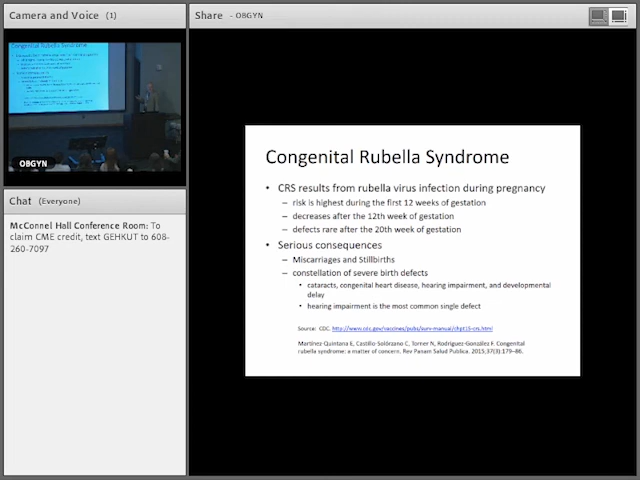 Camera and Voice (1)
Share - OBGYN
Congenital Rubella Syndrome
OBGYN
Chat (Everyone)
McConnel Hall Conference Room: To
claim CME credit, text GEHKUT to 608-
260-7097
Congenital Rubella Syndrome
• CRS results from rubella virus infection during pregnancy
– risk is highest during the first 12 weeks of gestation
– decreases after the 12th week of gestation
– defects rare after the 20th week of gestation
• Serious consequences
– Miscarriages and Stillbirths
– constellation of severe birth defects
• cataracts, congenital heart disease, hearing impairment, and developmental
delay
• hearing impairment is the most common single defect
Source: CDC. http://www.cdc.gov/vaccines/pubs/surv-manual/chpt15-crs.html
Martínez-Quintana E, Castillo-Solórzano C, Torner N, Rodríguez-González F. Congenital
rubella syndrome: a matter of concern. Rev Panam Salud Publica. 2015;37(3):179–86.